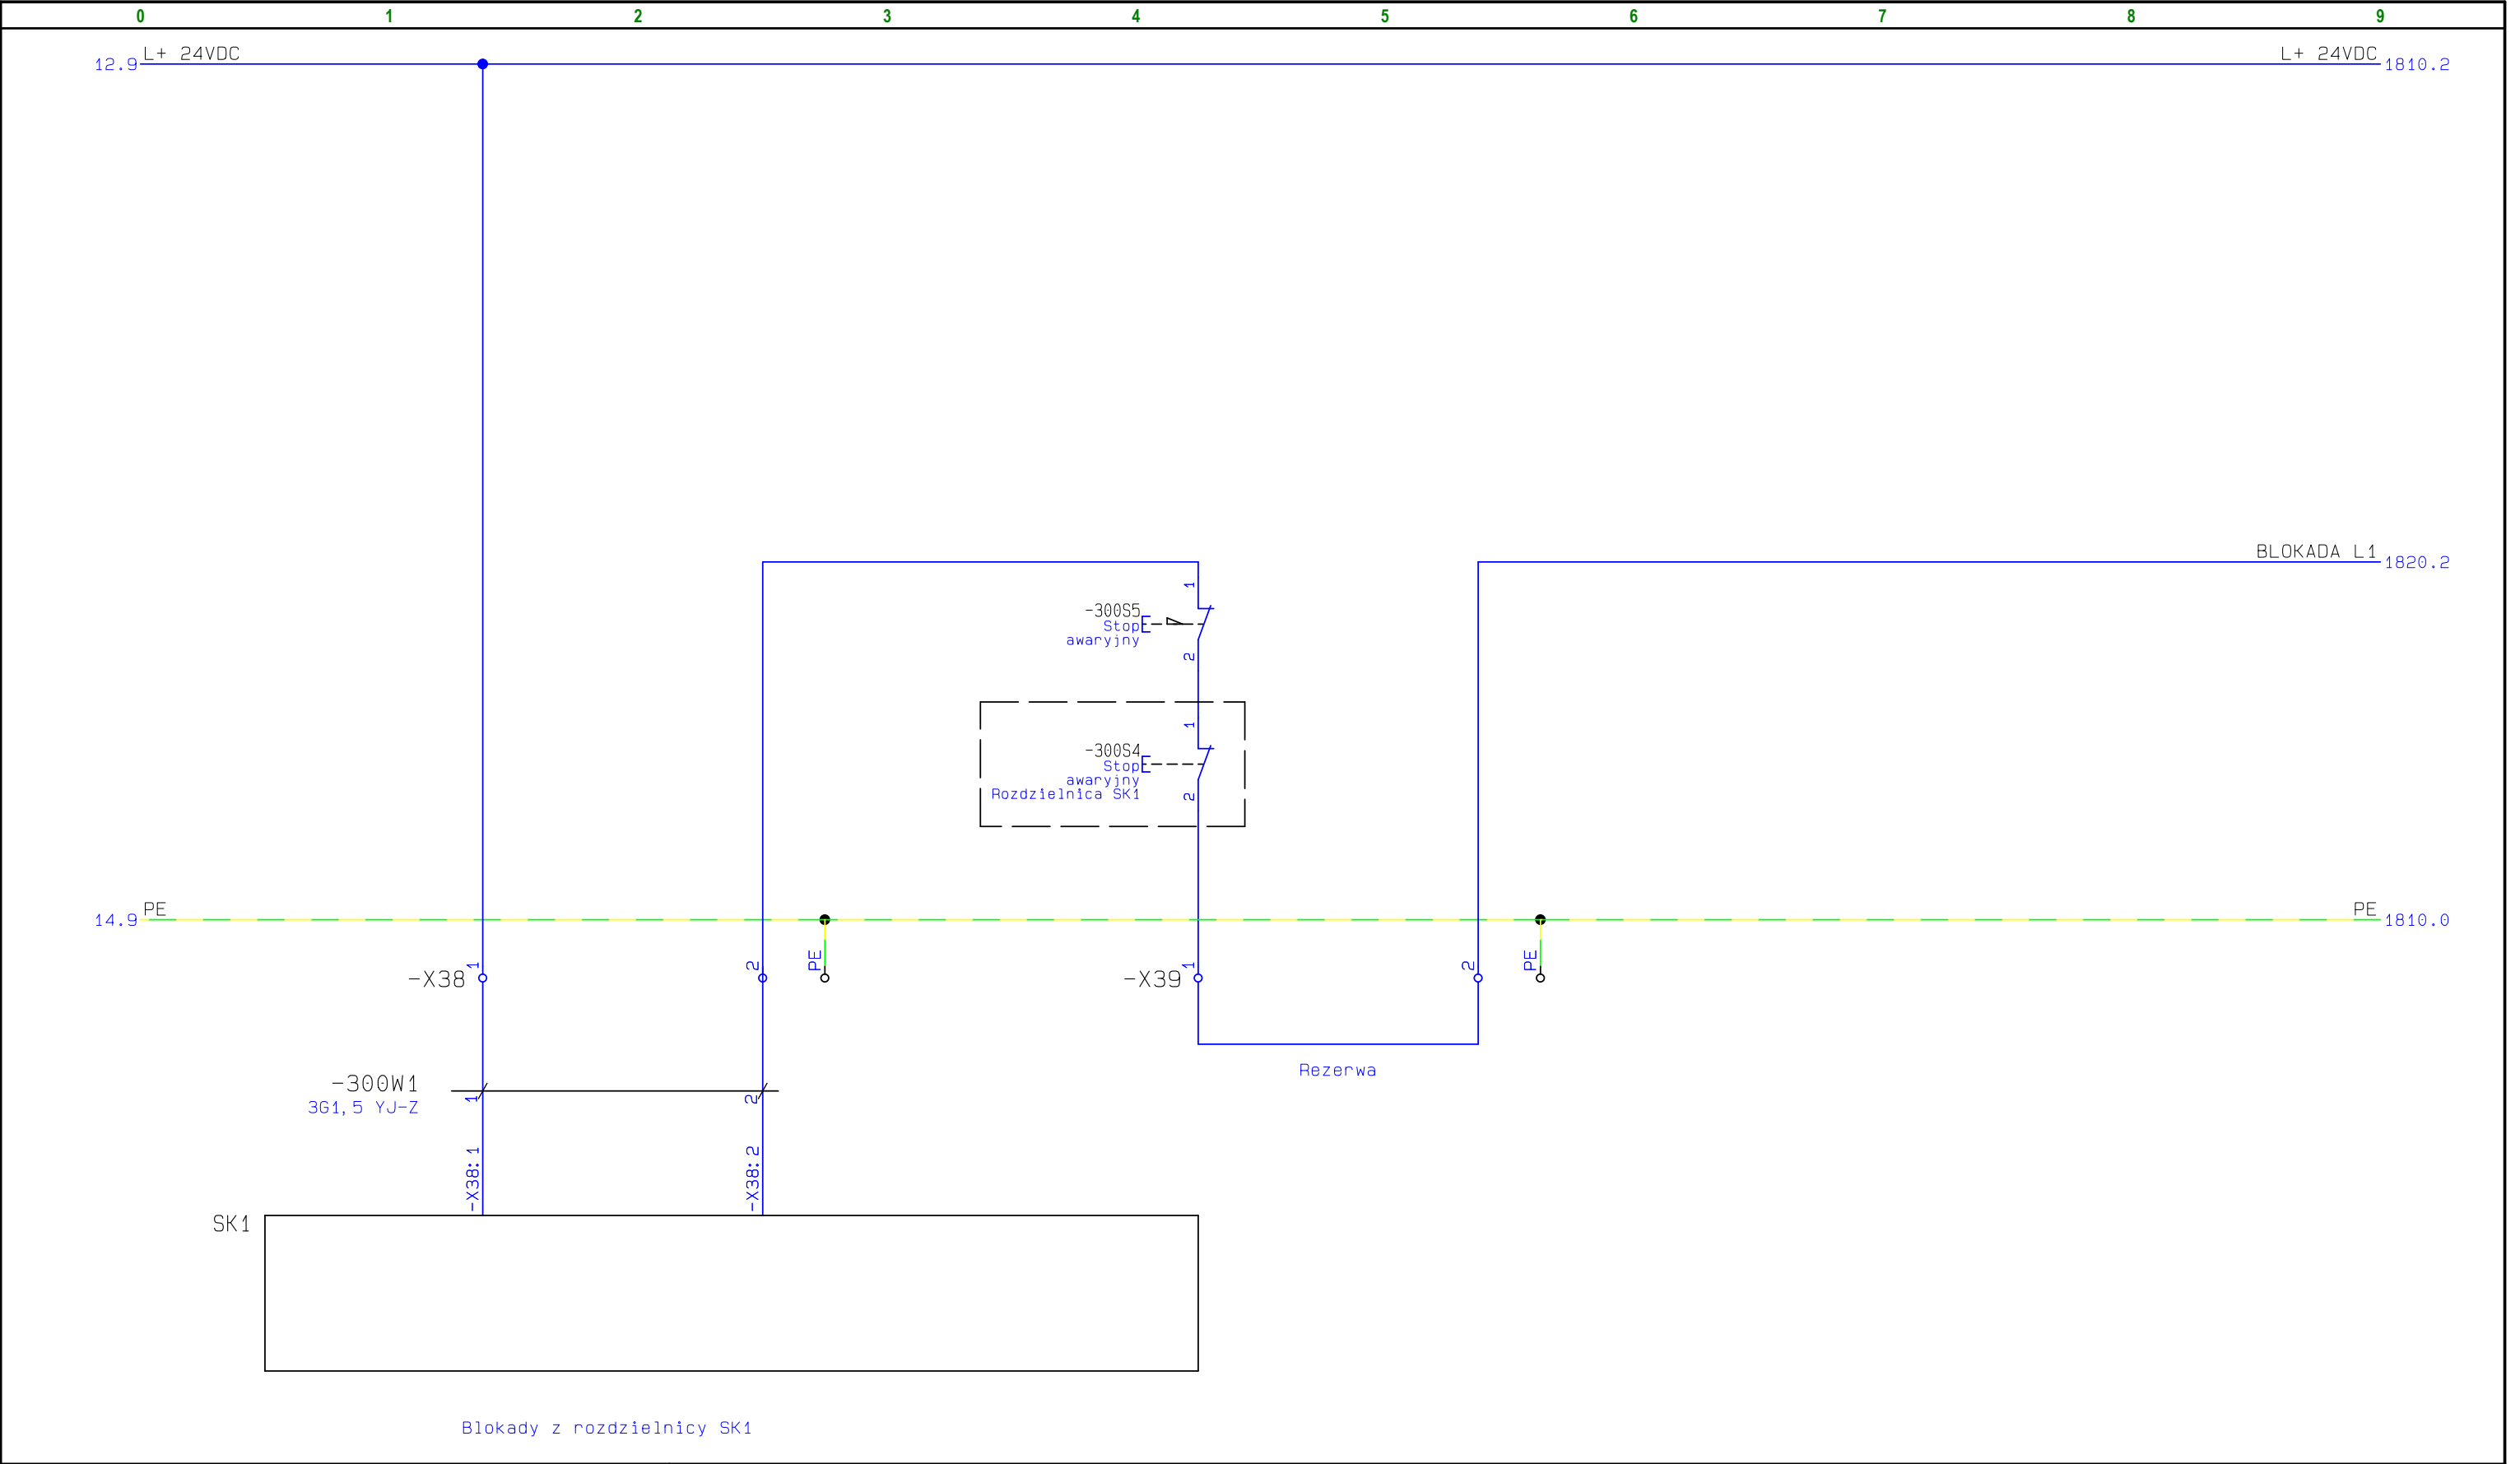 0 1 2 3 4 5 6 7 8 9
L+ 24VDC
L+ 24VDC
12.9
1810.2
BLOKADA L1
1820.2
1
-300S5
Stop
awaryjny
2
1
-300S4
Stop
awaryjny
Rozdzielnica SK1
2
PE
PE
14.9
1810.0
-X38
1
2
PE
-X39
1
2
PE
Rezerwa
-300W1
3G1,5 YJ-Z
1
2
-X38:1
-X38:2
SK1
Blokady z rozdzielnicy SK1